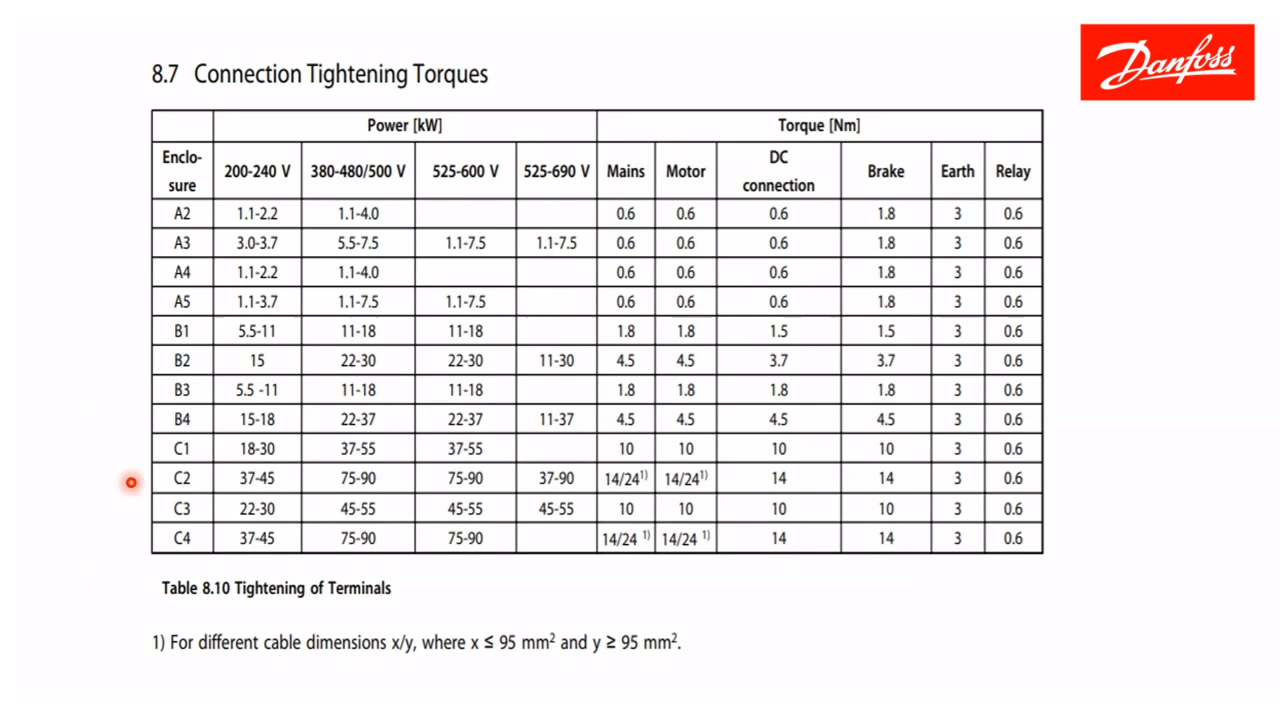 Danfoss
8.7 Connection Tightening Torques
Power [kW] Torque [Nm]
Enclo-
sure 200-240 V 380-480/500 V 525-600 V 525-690 V Mains Motor DC
connection Brake Earth Relay
A2 1.1-2.2 1.1-4.0 0.6 0.6 0.6 1.8 3 0.6
A3 3.0-3.7 5.5-7.5 1.1-7.5 1.1-7.5 0.6 0.6 0.6 1.8 3 0.6
A4 1.1-2.2 1.1-4.0 0.6 0.6 0.6 1.8 3 0.6
A5 1.1-3.7 1.1-7.5 1.1-7.5 0.6 0.6 0.6 1.8 3 0.6
B1 5.5-11 11-18 11-18 1.8 1.8 1.5 1.5 3 0.6
B2 15 22-30 22-30 11-30 4.5 4.5 3.7 3.7 3 0.6
B3 5.5 -11 11-18 11-18 1.8 1.8 1.8 1.8 3 0.6
B4 15-18 22-37 22-37 11-37 4.5 4.5 4.5 4.5 3 0.6
C1 18-30 37-55 37-55 10 10 10 10 3 0.6
C2 37-45 75-90 75-90 37-90 14/24¹⁾ 14/24¹⁾ 14 14 3 0.6
C3 22-30 45-55 45-55 45-55 10 10 10 10 3 0.6
C4 37-45 75-90 75-90 14/24 ¹⁾ 14/24 ¹⁾ 14 14 3 0.6
Table 8.10 Tightening of Terminals
1) For different cable dimensions x/y, where x ≤ 95 mm² and y ≥ 95 mm².